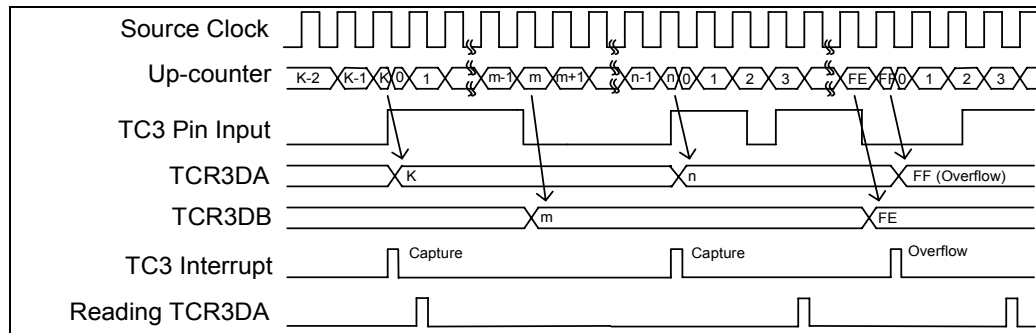 Source Clock
Up-counter K-2 K-1 K 0 1 m-1 m m+1 n-1 n 0 1 2 3 FE FF 0 1 2 3
TC3 Pin Input
TCR3DA K n FF (Overflow)
TCR3DB m FE
TC3 Interrupt Capture Capture Overflow
Reading TCR3DA